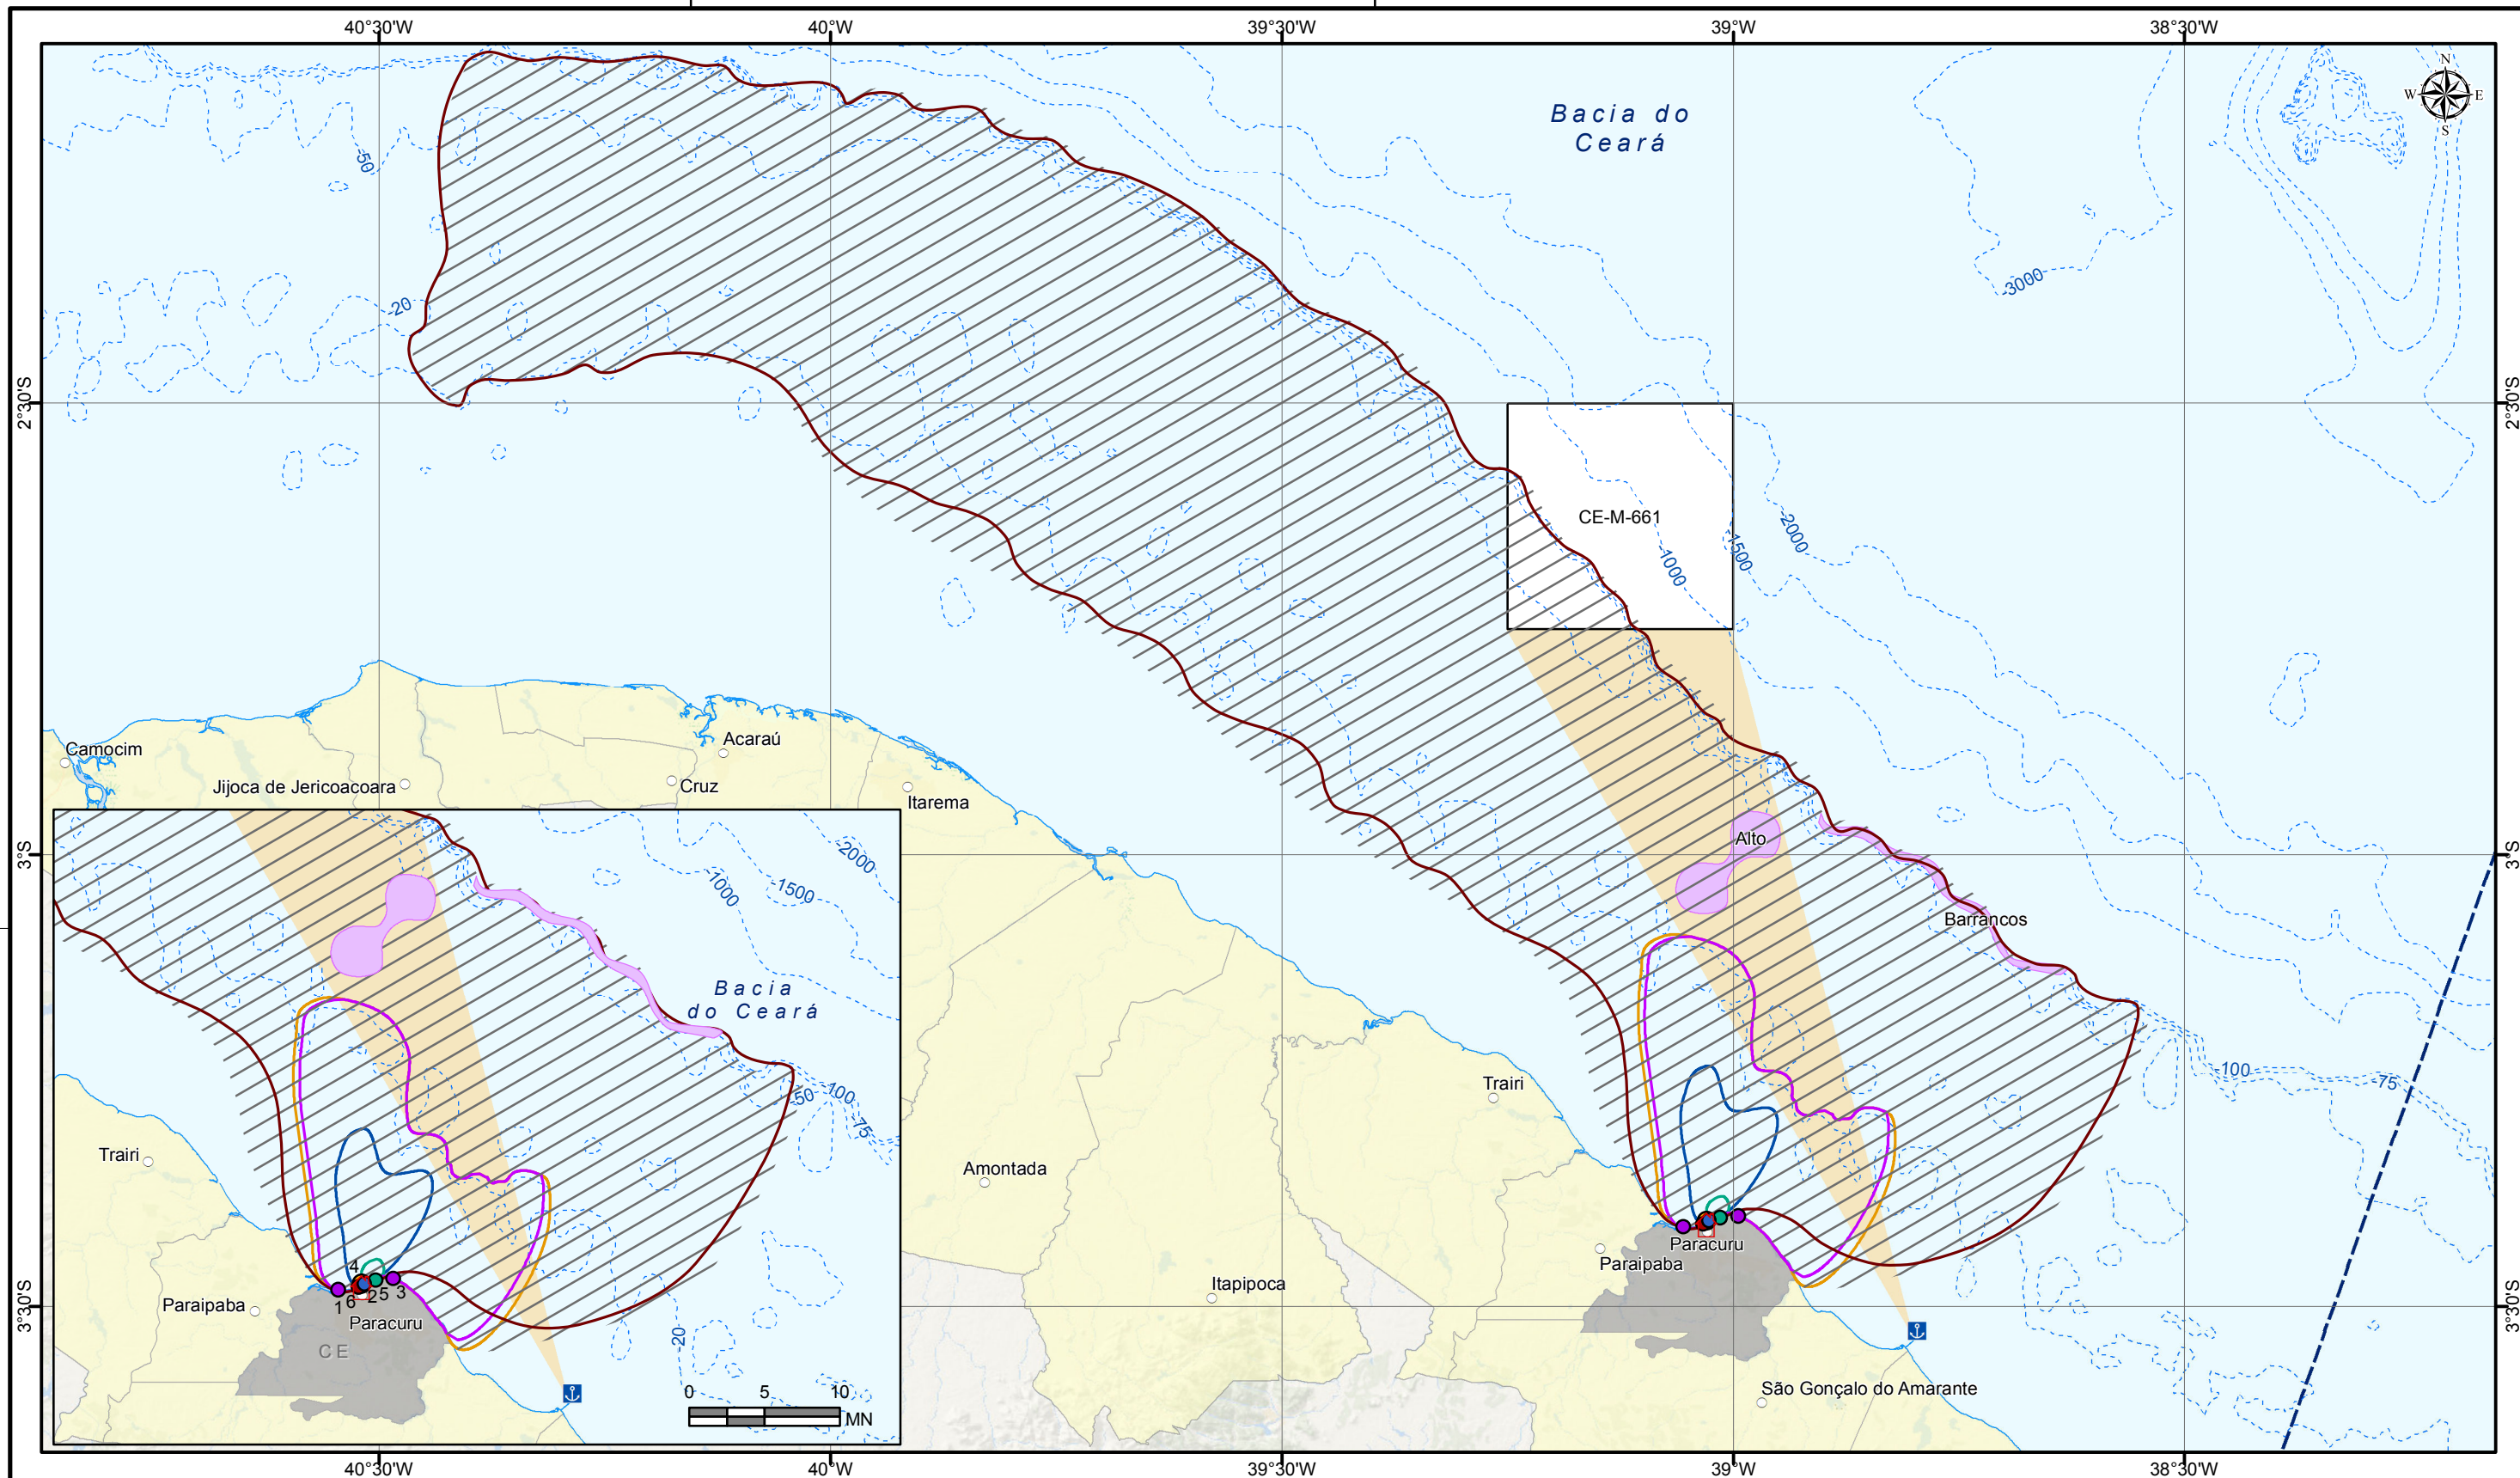 40°30'W
40°W
39°30'W
39°W
38°30'W
N
W
E
S
Bacia do
Ceará
-50
-20
-3000
2°30'S
2°30'S
CE-M-661
-1000
-1500
-2000
Camocim
Acaraú
Jijoca de Jericoacoara
Cruz
Itarema
3°S
3°S
Alto
Barrancos
-2000
-1500
-1000
Bacia
do Ceará
-50
-100
-75
Trairi
Paraipaba
4
1
6
2
5
3
Paracuru
CE
-20
0
5
10
MN
Trairi
-100
-75
Amontada
Itapipoca
Paracuru
Paraipaba
3°30'S
3°30'S
São Gonçalo do Amarante
40°30'W
40°W
39°30'W
39°W
38°30'W